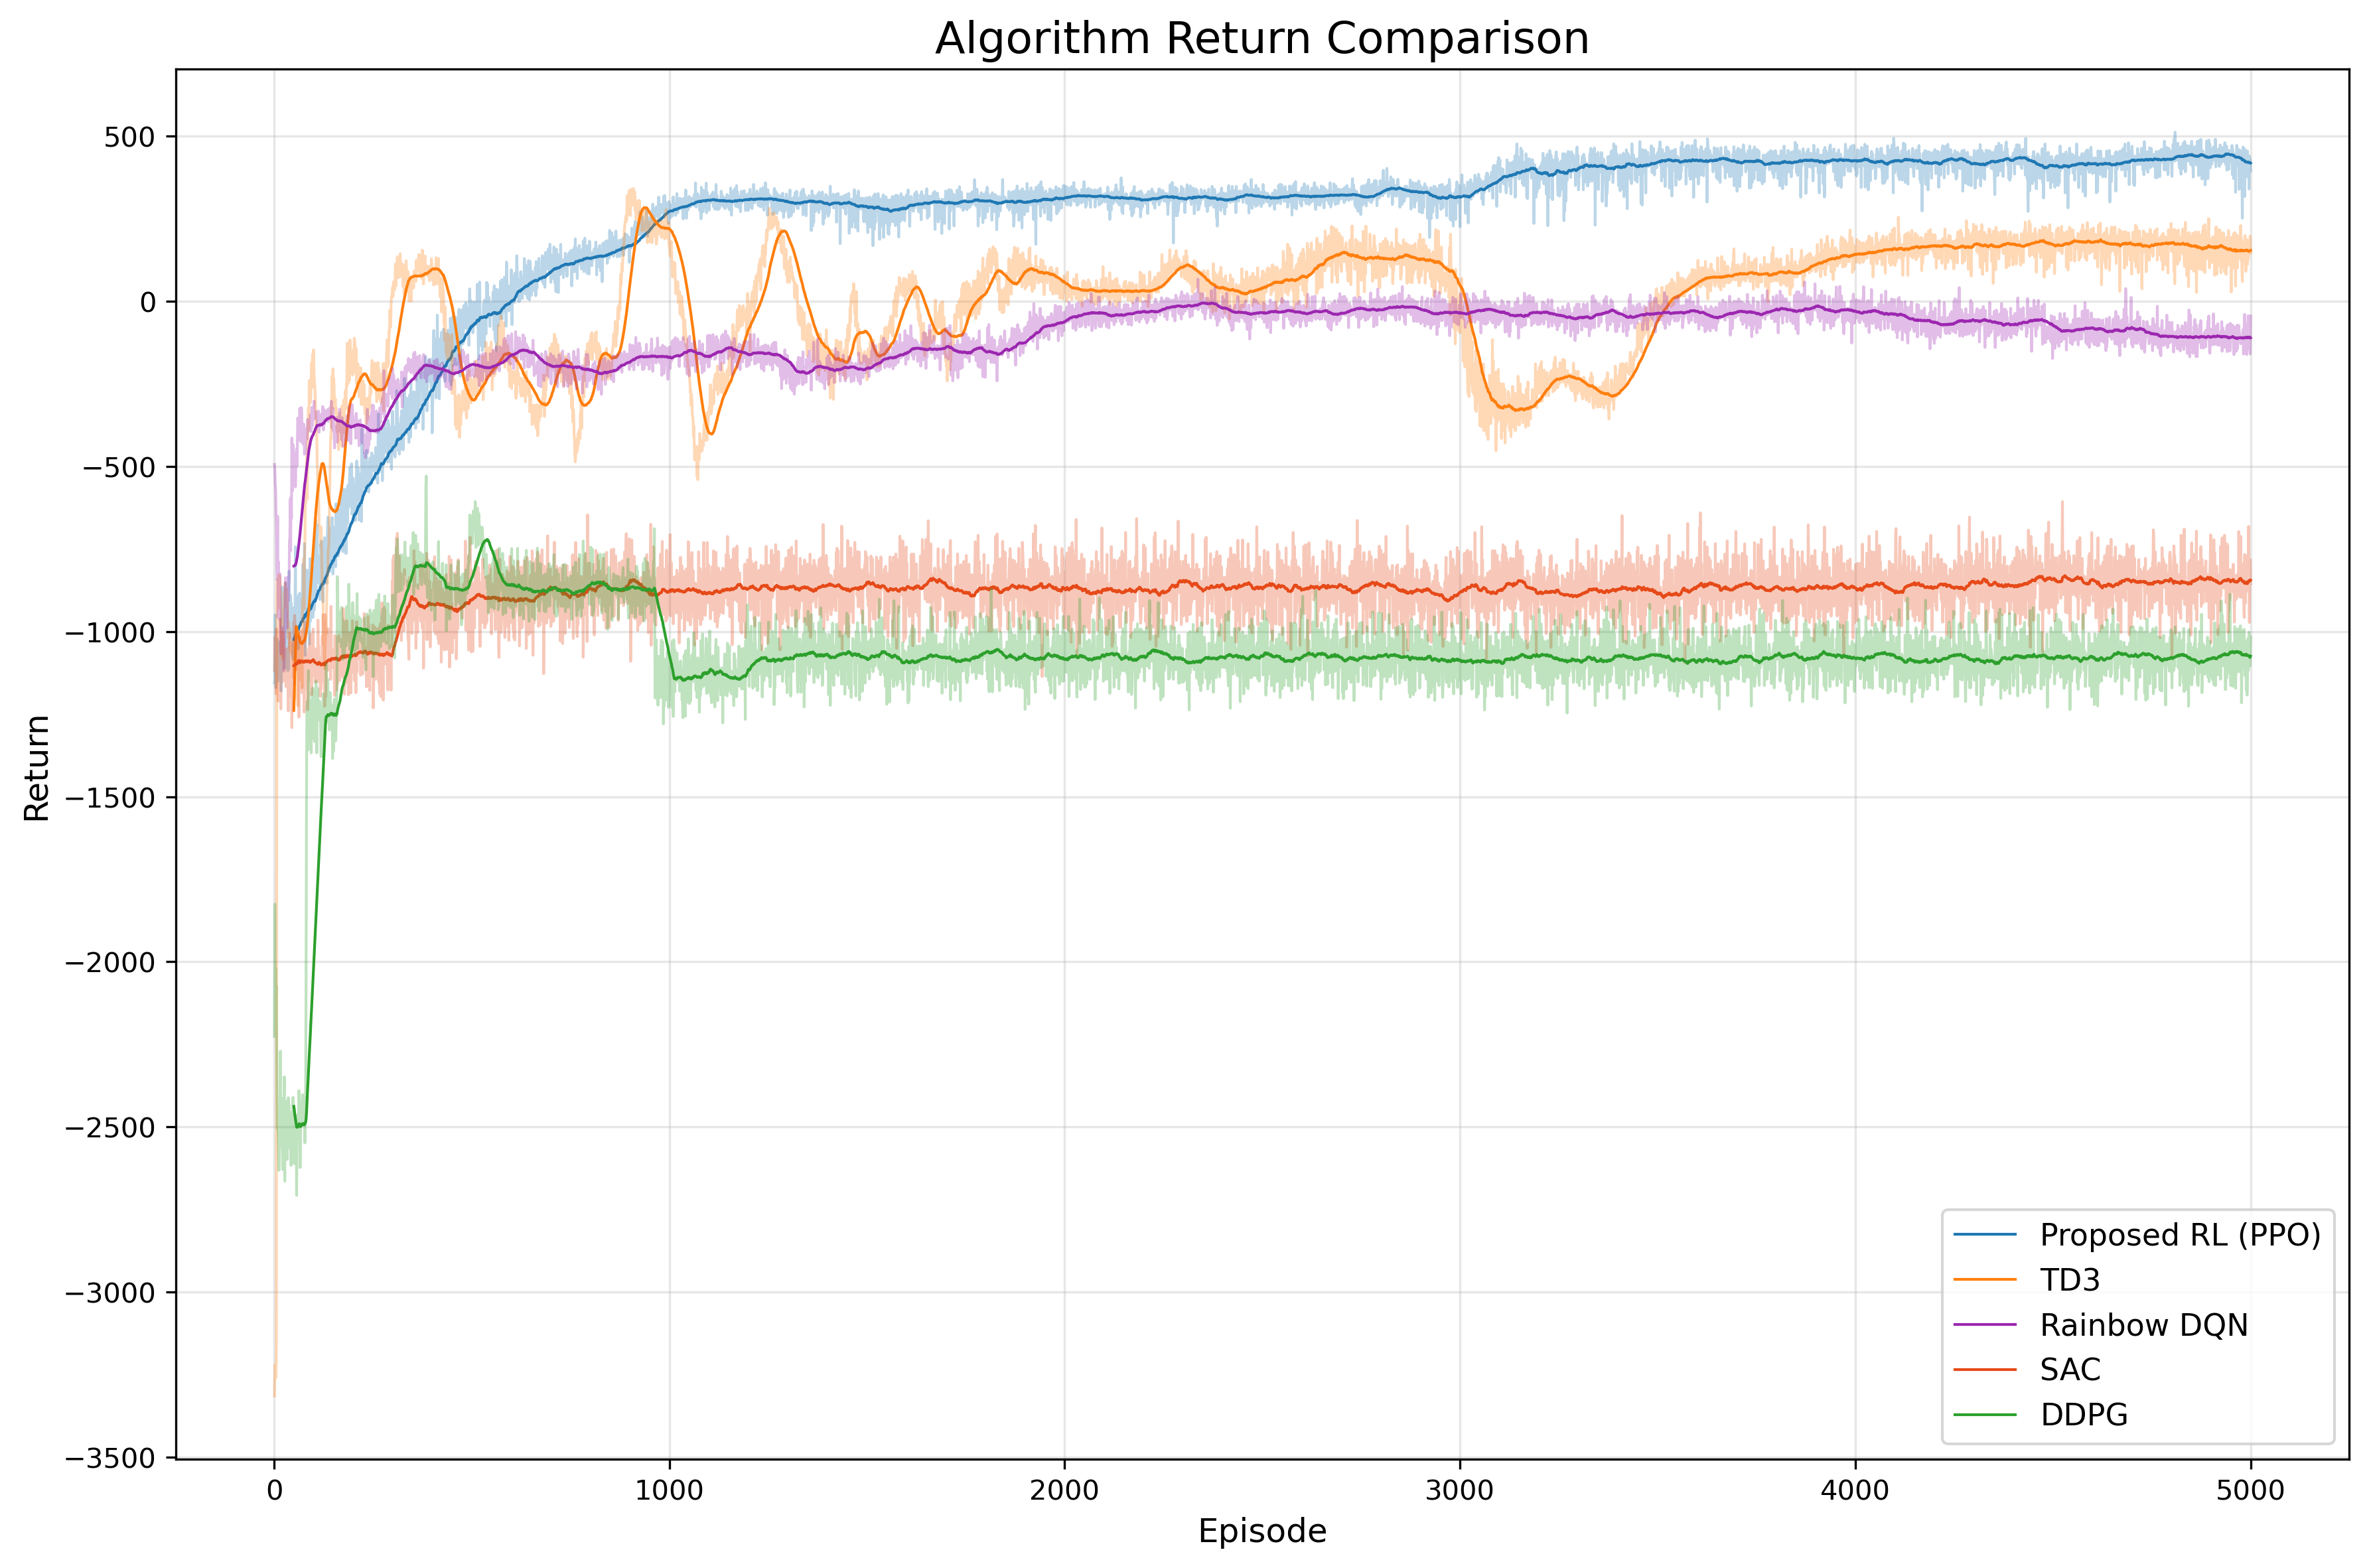 Algorithm Return Comparison
Return
500
0
−500
−1000
−1500
−2000
−2500
−3000
−3500
0 1000 2000 3000 4000 5000
Episode
Proposed RL (PPO)
TD3
Rainbow DQN
SAC
DDPG